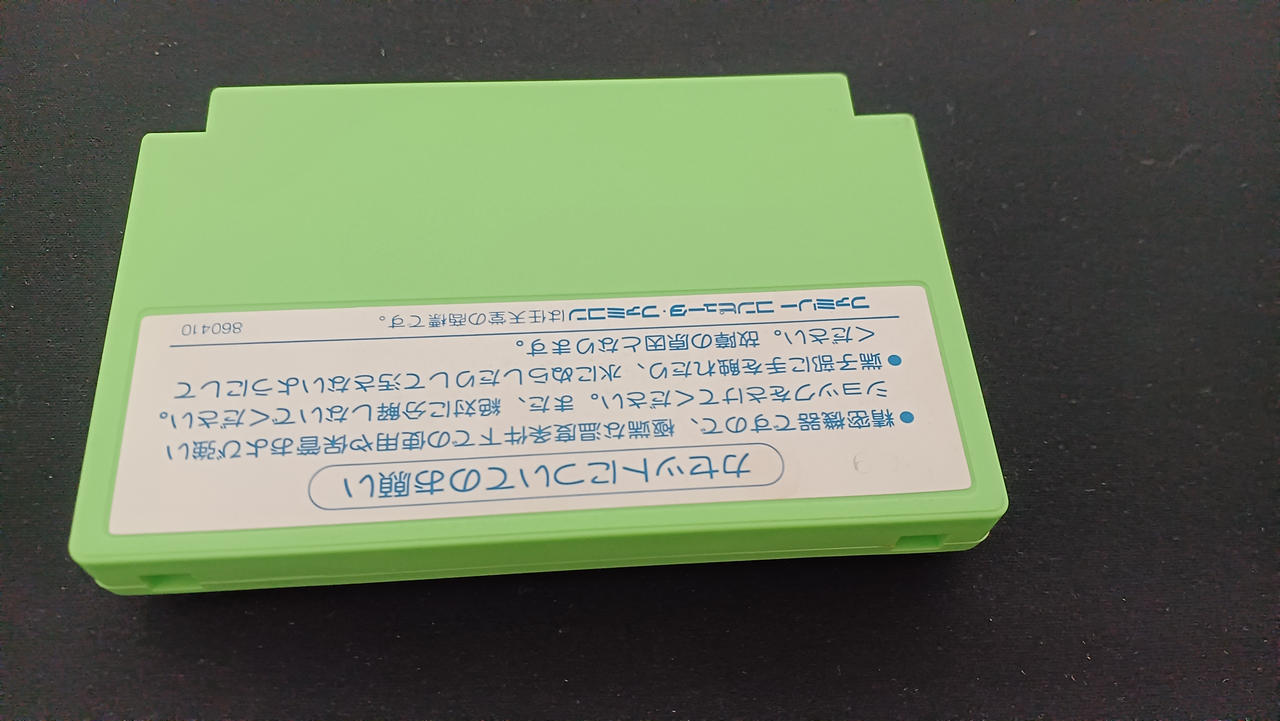 カセットについてのお願い
●精密機器ですので、極端な温度条件下での使用や保管および強い
ショックをさけてください。また、絶対に分解しないでください。
●端子部に手を触れたり、水にぬらしたりして汚さないようにして
ください。故障の原因となります。
ファミリーコンピュータ・ファミコンは任天堂の商標です。 860410